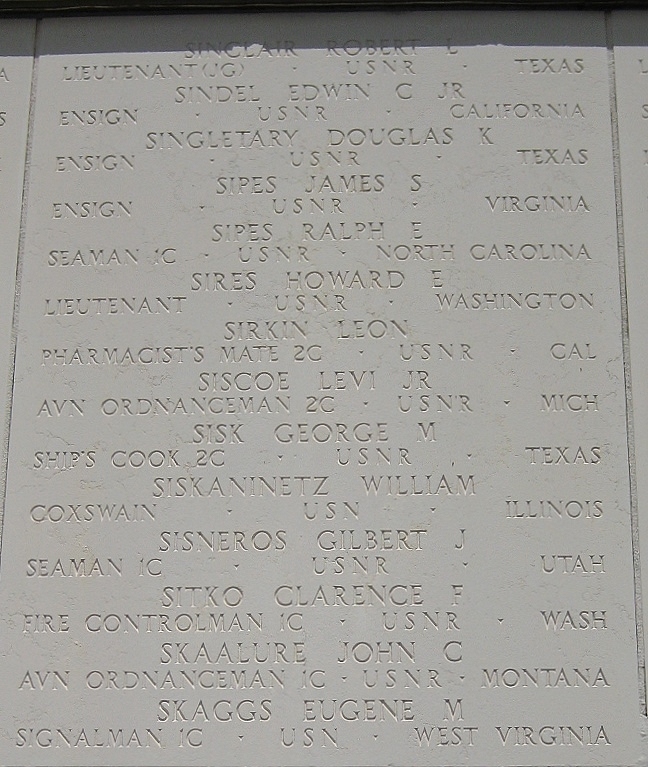 SINCLAIR ROBERT L
LIEUTENANT (JG) · USNR · TEXAS
SINDEL EDWIN C JR
ENSIGN · USNR · CALIFORNIA
SINGLETARY DOUGLAS K
ENSIGN · USNR · TEXAS
SIPES JAMES S
ENSIGN · USNR · VIRGINIA
SIPES RALPH E
SEAMAN 1C · USNR · NORTH CAROLINA
SIRES HOWARD E
LIEUTENANT · USNR · WASHINGTON
SIRKIN LEON
PHARMACIST'S MATE 2C · USNR · CAL
SISCOE LEVI JR
AVN ORDNANCEMAN 2C · USNR · MICH
SISK GEORGE M
SHIP'S COOK 2C · USNR · TEXAS
SISKANINETZ WILLIAM
COXSWAIN · USN · ILLINOIS
SISNEROS GILBERT J
SEAMAN 1C · USNR · UTAH
SITKO CLARENCE F
FIRE CONTROLMAN 1C · USNR · WASH
SKAALURE JOHN C
AVN ORDNANCEMAN 1C · USNR · MONTANA
SKAGGS EUGENE M
SIGNALMAN 1C · USN · WEST VIRGINIA